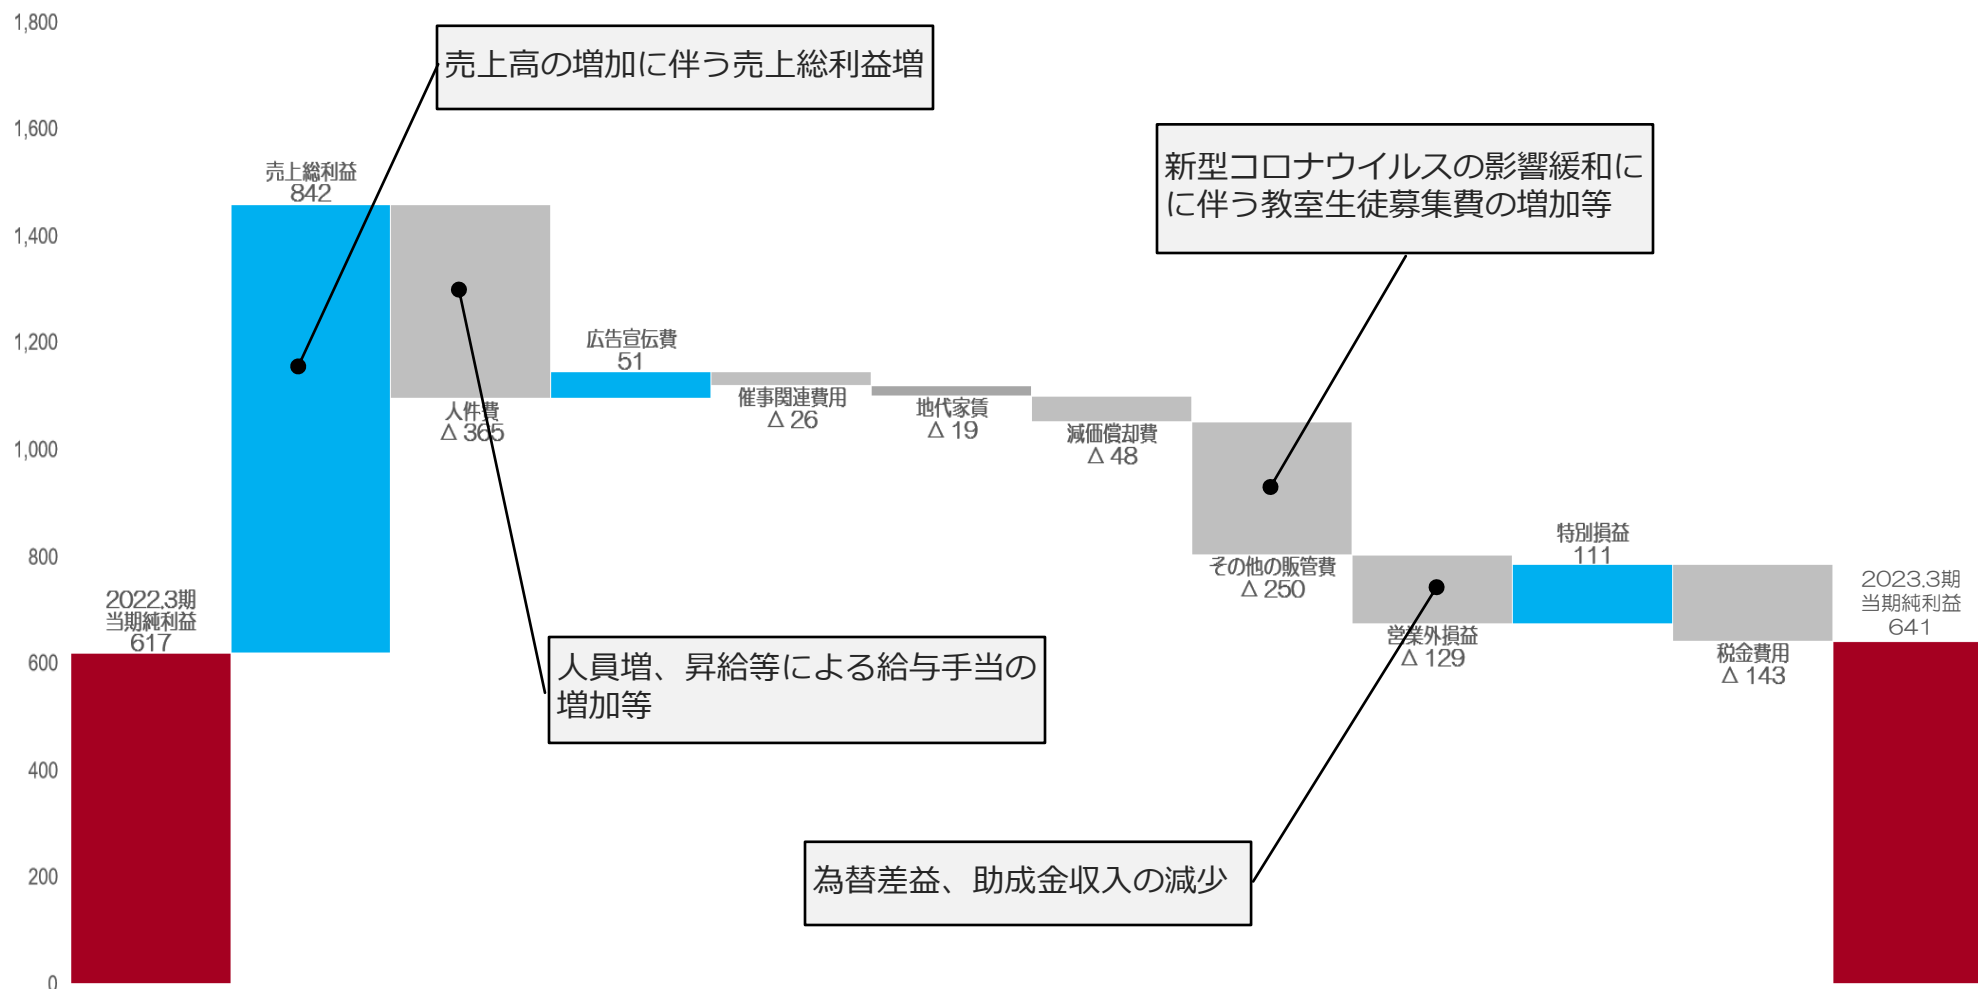 1,800
1,600
1,400
1,200
1,000
800
600
400
200
0
売上高の増加に伴う売上総利益増
新型コロナウイルスの影響緩和に
に伴う教室生徒募集費の増加等
人員増、昇給等による給与手当の
増加等
為替差益、助成金収入の減少
2022.3期
当期純利益
617
売上総利益
842
人件費
Δ 365
広告宣伝費
51
催事関連費用
Δ 26
地代家賃
Δ 19
減価償却費
Δ 48
その他の販管費
Δ 250
営業外損益
Δ 129
特別損益
111
税金費用
Δ 143
2023.3期
当期純利益
641